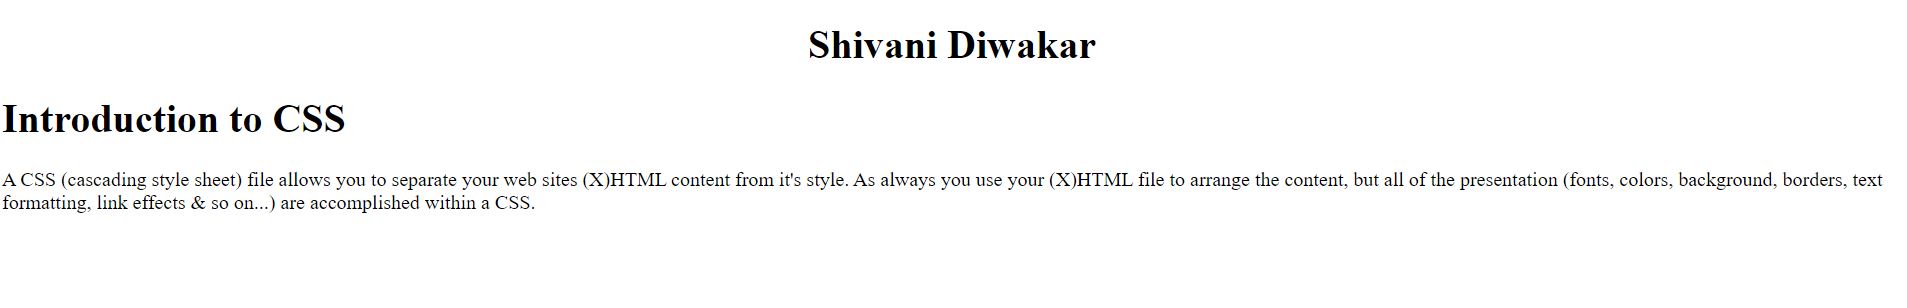 Shivani Diwakar
Introduction to CSS
A CSS (cascading style sheet) file allows you to separate your web sites (X)HTML content from it's style. As always you use your (X)HTML file to arrange the content, but all of the presentation (fonts, colors, background, borders, text
formatting, link effects & so on...) are accomplished within a CSS.